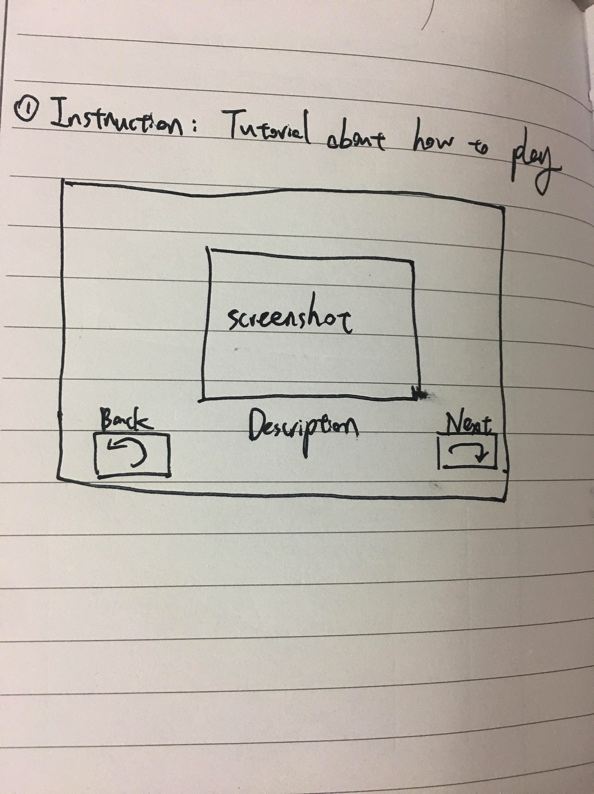 ① Instruction: Tutorial about how to play
screenshot
Back
Description
Next